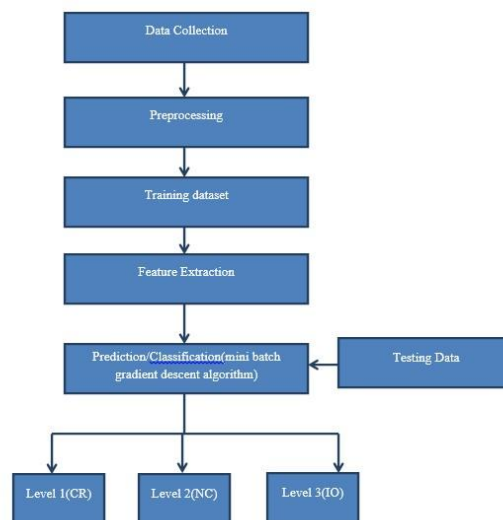 Data Collection
Preprocessing
Training dataset
Feature Extraction
Prediction/Classification(mini batch
gradient descent algorithm)
Testing Data
Level 1(CR)
Level 2(NC)
Level 3(IO)